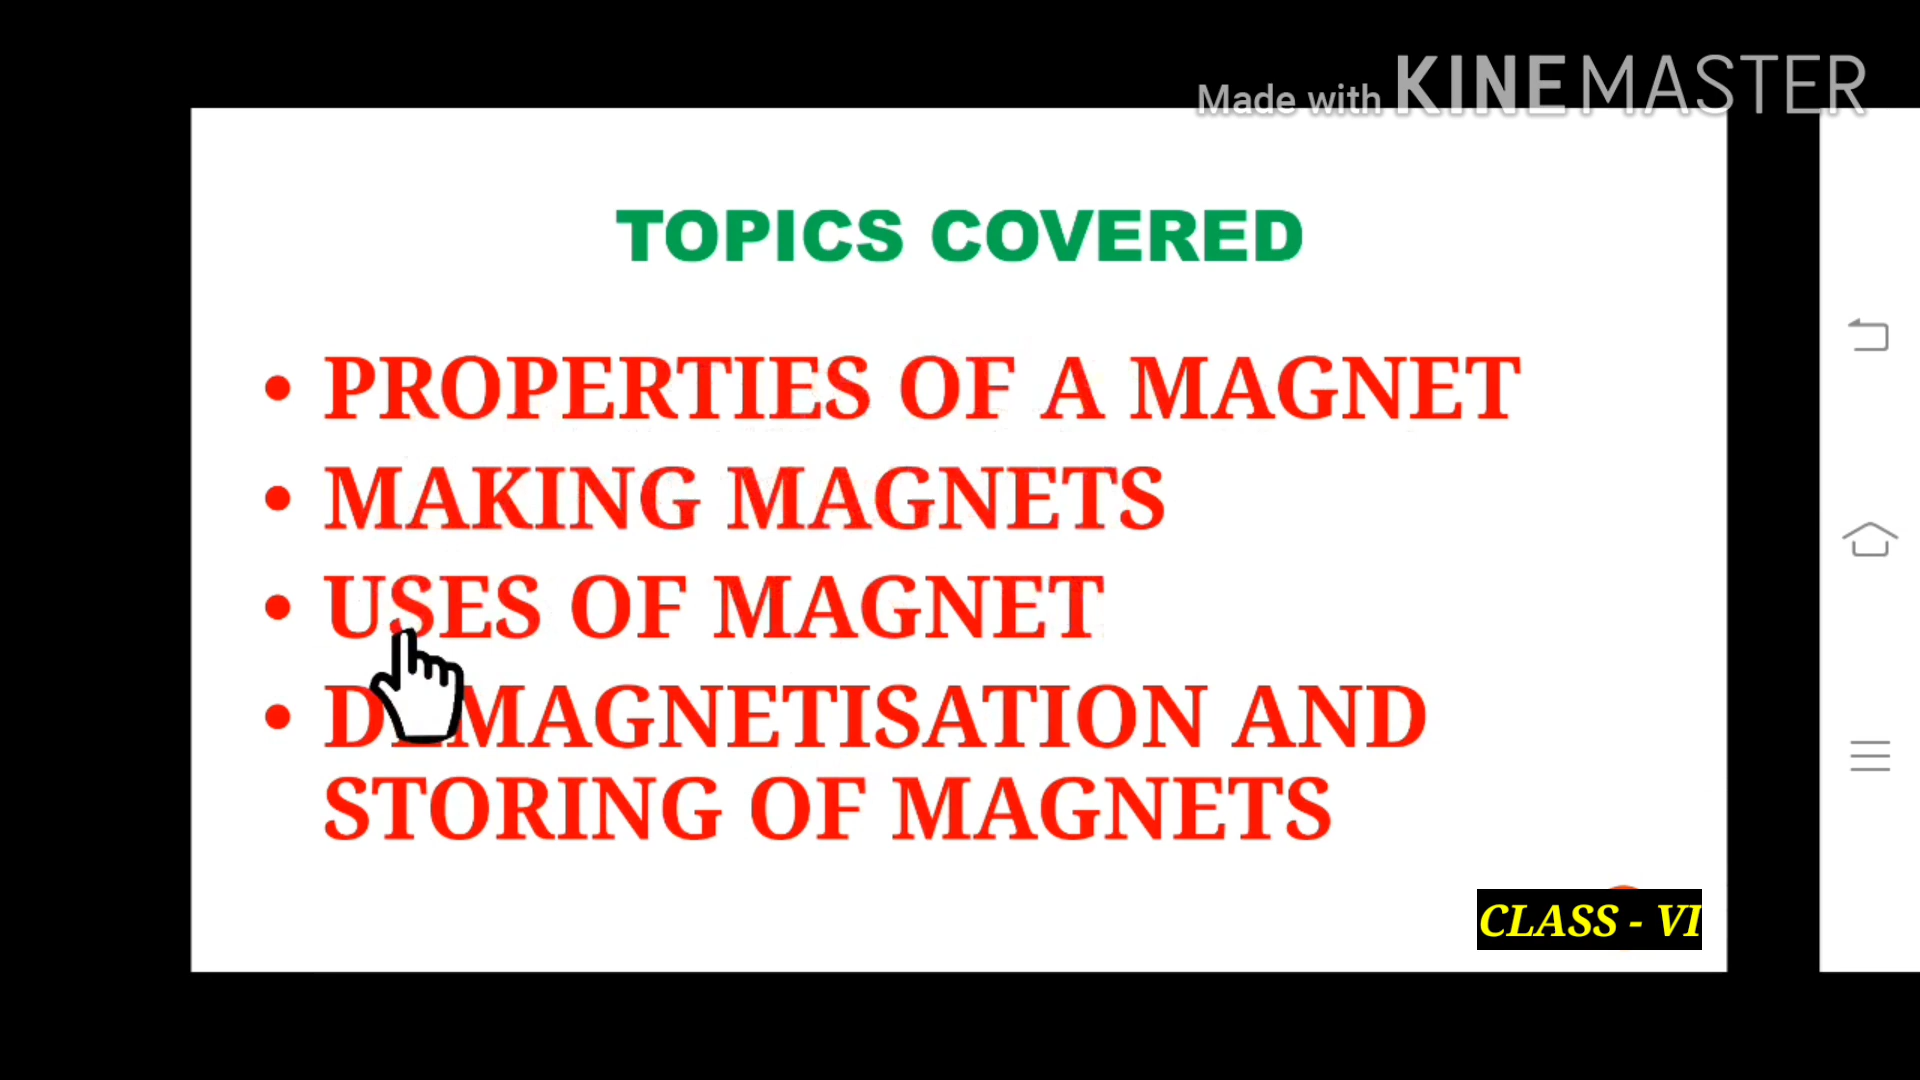 Made with KINEMASTER
TOPICS COVERED
• PROPERTIES OF A MAGNET
• MAKING MAGNETS
• USES OF MAGNET
• DEMAGNETISATION AND
STORING OF MAGNETS
CLASS - VI